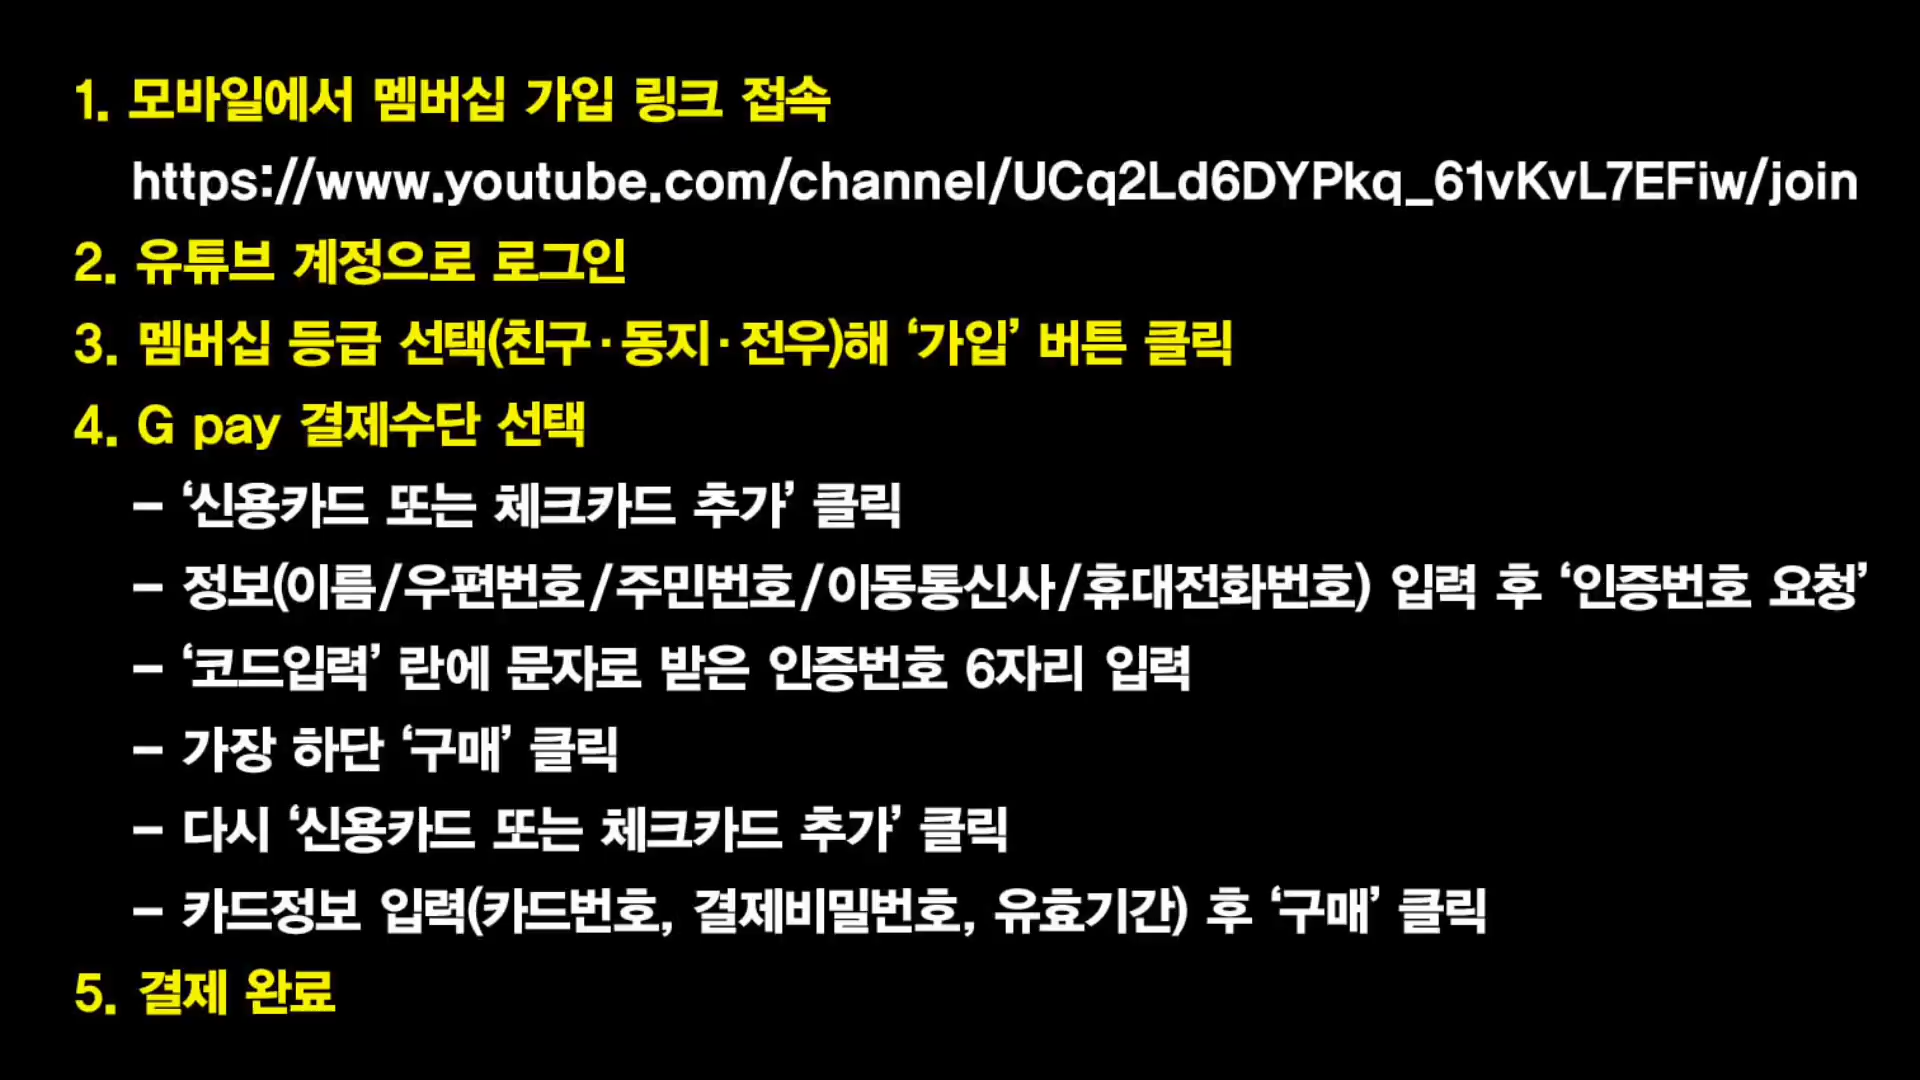 1. 모바일에서 멤버십 가입 링크 접속
https://www.youtube.com/channel/UCq2Ld6DYPkq_61vKvL7EFiw/join
2. 유튜브 계정으로 로그인
3. 멤버십 등급 선택(친구·동지·전우)해 ‘가입’ 버튼 클릭
4. G pay 결제수단 선택
– ‘신용카드 또는 체크카드 추가’ 클릭
– 정보(이름/우편번호/주민번호/이동통신사/휴대전화번호) 입력 후 ‘인증번호 요청’
– ‘코드입력’ 란에 문자로 받은 인증번호 6자리 입력
– 가장 하단 ‘구매’ 클릭
– 다시 ‘신용카드 또는 체크카드 추가’ 클릭
– 카드정보 입력(카드번호, 결제비밀번호, 유효기간) 후 ‘구매’ 클릭
5. 결제 완료